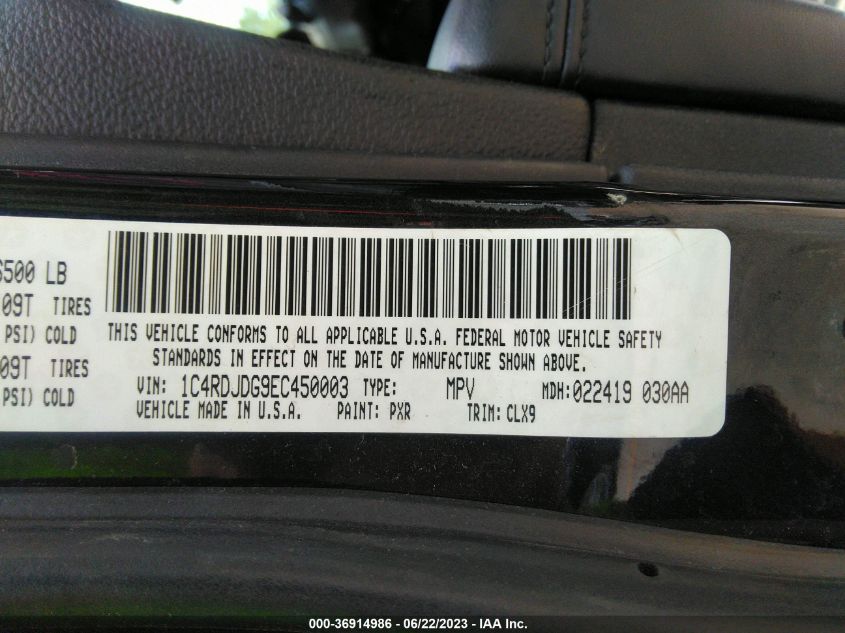 S500 LB
09T TIRES
PSI) COLD
09T TIRES
PSI) COLD
THIS VEHICLE CONFORMS TO ALL APPLICABLE U.S.A. FEDERAL MOTOR VEHICLE SAFETY
STANDARDS IN EFFECT ON THE DATE OF MANUFACTURE SHOWN ABOVE.
VIN: 1C4RDJDG9EC450003 TYPE: MPV MDH:022419 030AA
VEHICLE MADE IN U.S.A. PAINT: PXR TRIM: CLX9
000-36914986 - 06/22/2023 - IAA Inc.